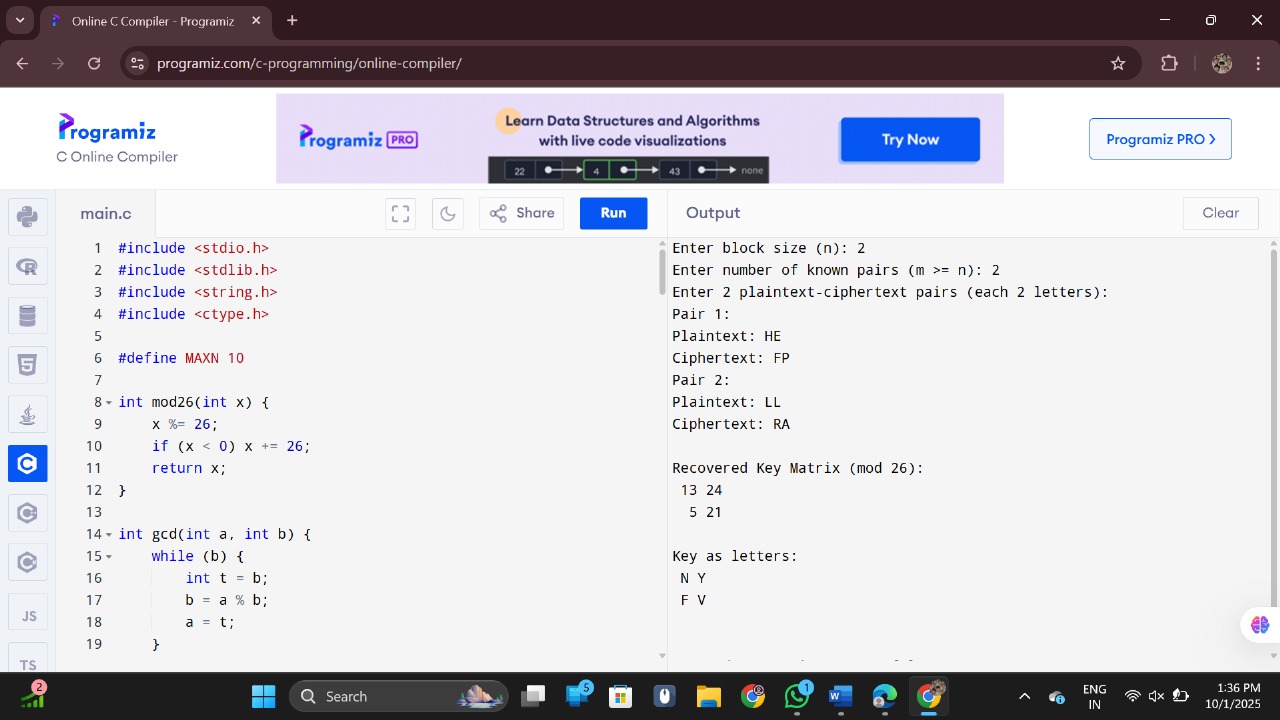 Online C Compiler - Programiz
programiz.com/c-programming/online-compiler/
Programiz
C Online Compiler
Programiz PRO
Learn Data Structures and Algorithms
with live code visualizations
22 4 43 none
Try Now
Programiz PRO >
main.c
Share
Run
Output
Clear
1 #include <stdio.h>
2 #include <stdlib.h>
3 #include <string.h>
4 #include <ctype.h>
5
6 #define MAXN 10
7
8 int mod26(int x) {
9 x %= 26;
10 if (x < 0) x += 26;
11 return x;
12 }
13
14 int gcd(int a, int b) {
15 while (b) {
16 int t = b;
17 b = a % b;
18 a = t;
19 }
Enter block size (n): 2
Enter number of known pairs (m >= n): 2
Enter 2 plaintext-ciphertext pairs (each 2 letters):
Pair 1:
Plaintext: HE
Ciphertext: FP
Pair 2:
Plaintext: LL
Ciphertext: RA
Recovered Key Matrix (mod 26):
13 24
5 21
Key as letters:
N Y
F V
R
5
C
C
C
JS
TS
2
Search
5
1
W
ENG
IN
1:36 PM
10/1/2025